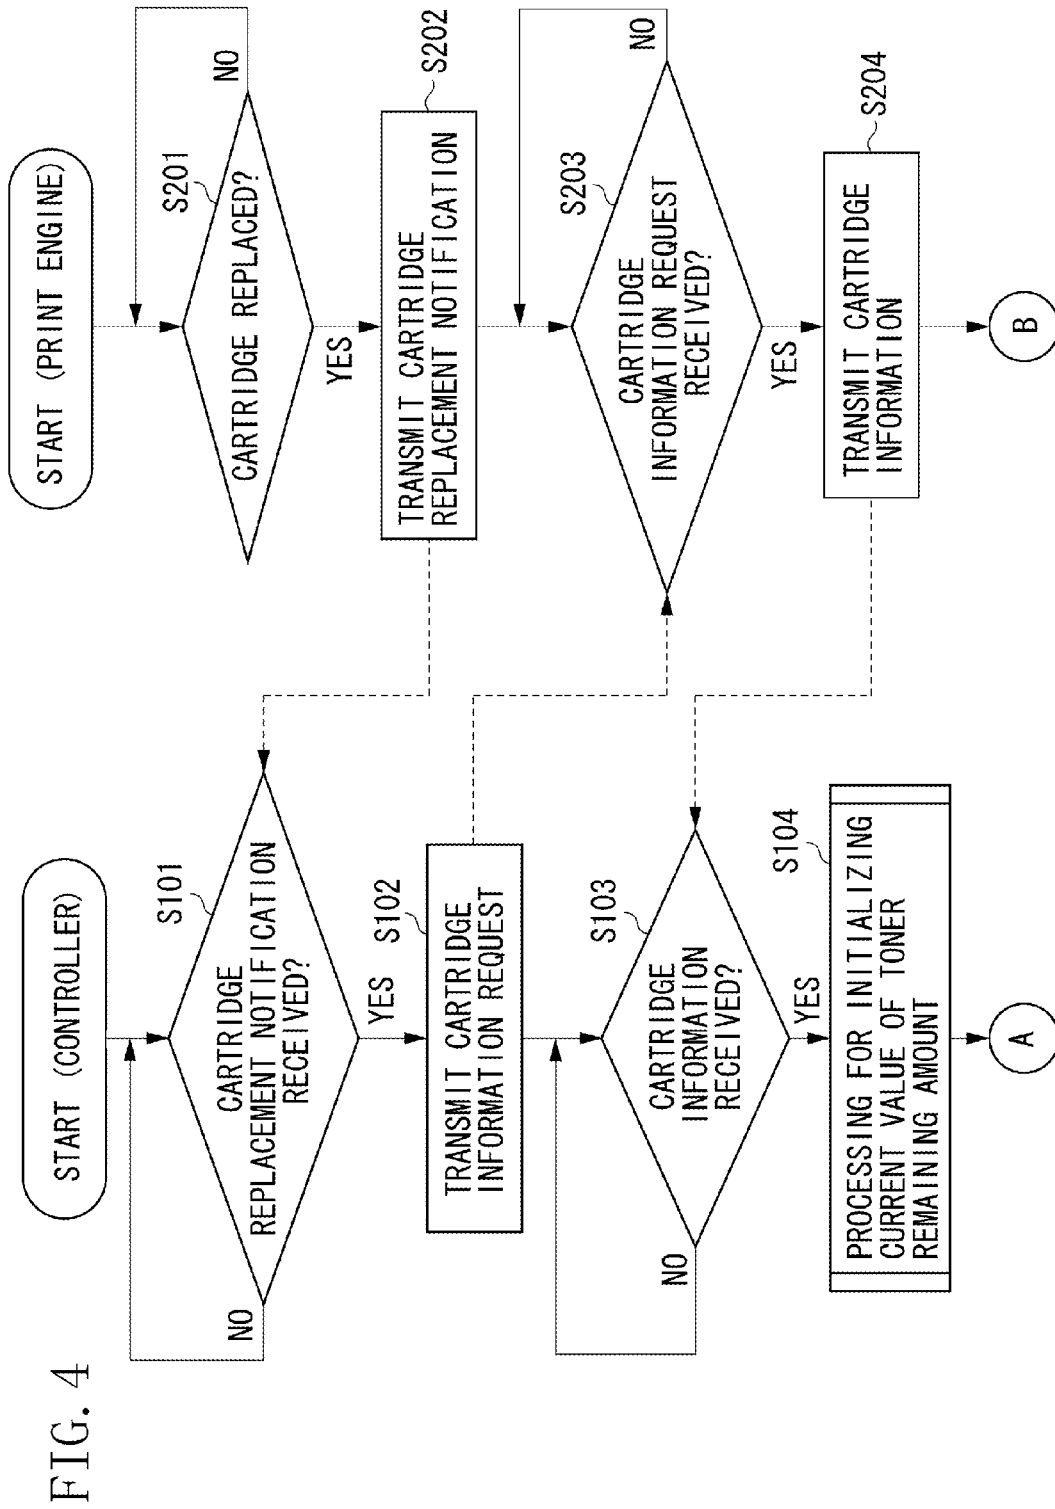 FIG. 4
START (CONTROLLER)
S101
CARTRIDGE
REPLACEMENT NOTIFICATION
RECEIVED?
NO
YES
S102
TRANSMIT CARTRIDGE
INFORMATION REQUEST
S103
CARTRIDGE
INFORMATION
RECEIVED?
NO
YES
S104
PROCESSING FOR INITIALIZING
CURRENT VALUE OF TONER
REMAINING AMOUNT
A
START (PRINT ENGINE)
S201
CARTRIDGE REPLACED?
NO
YES
S202
TRANSMIT CARTRIDGE
REPLACEMENT NOTIFICATION
S203
CARTRIDGE
INFORMATION REQUEST
RECEIVED?
NO
YES
S204
TRANSMIT CARTRIDGE
INFORMATION
B